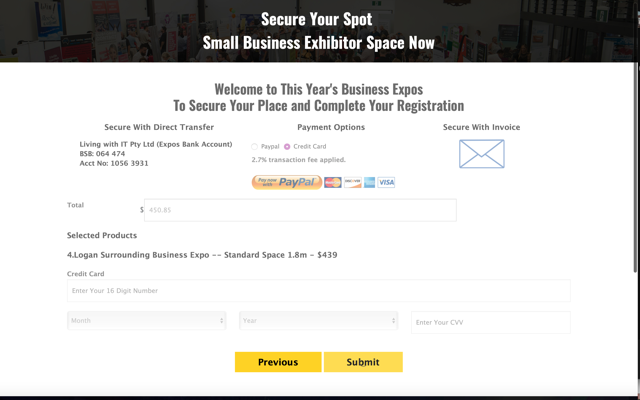 Secure Your Spot
Small Business Exhibitor Space Now
Welcome to This Year's Business Expos
To Secure Your Place and Complete Your Registration
Secure With Direct Transfer
Payment Options
Secure With Invoice
Living with IT Pty Ltd (Expos Bank Account)
BSB: 064 474
Acct No: 1056 3931
Paypal
Credit Card
2.7% transaction fee applied.
Pay now with PayPal
VISA
Total
$ 450.85
Selected Products
4.Logan Surrounding Business Expo -- Standard Space 1.8m - $439
Credit Card
Enter Your 16 Digit Number
Month
Year
Enter Your CVV
Previous
Submit